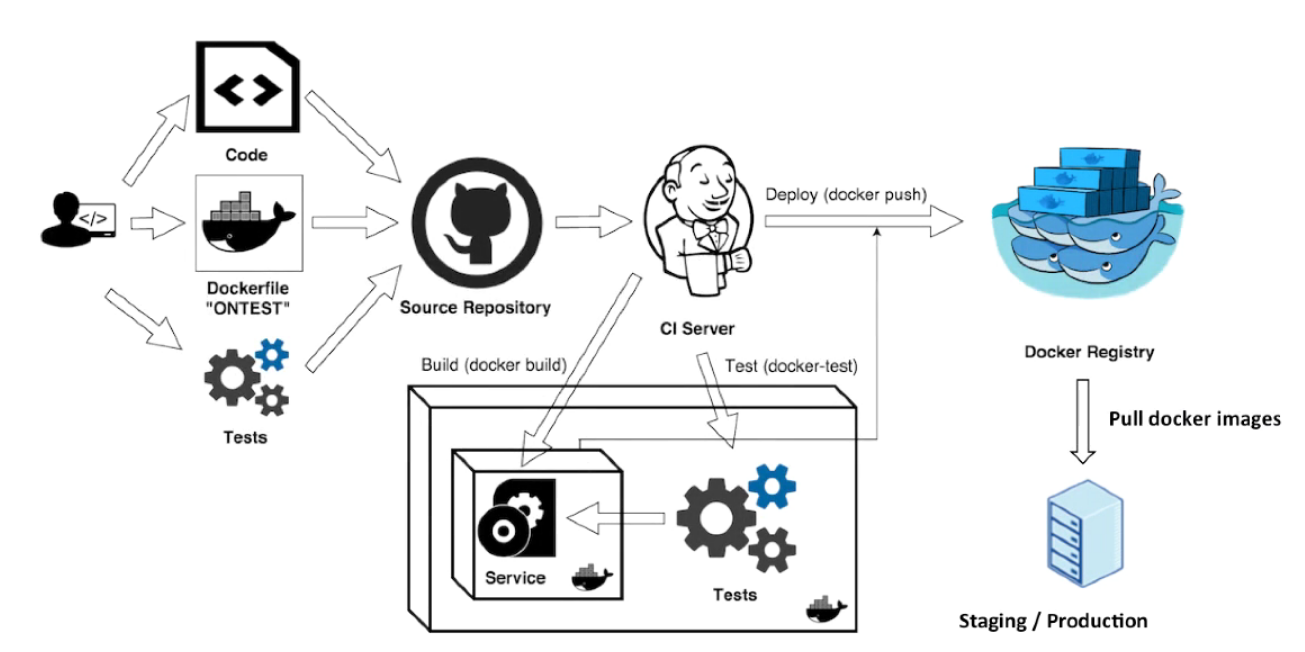 Code
</>
Dockerfile
"ONTEST"
Tests
Source Repository
CI Server
Deploy (docker push)
Docker Registry
Build (docker build)
Test (docker-test)
Pull docker images
Service
Tests
Staging / Production